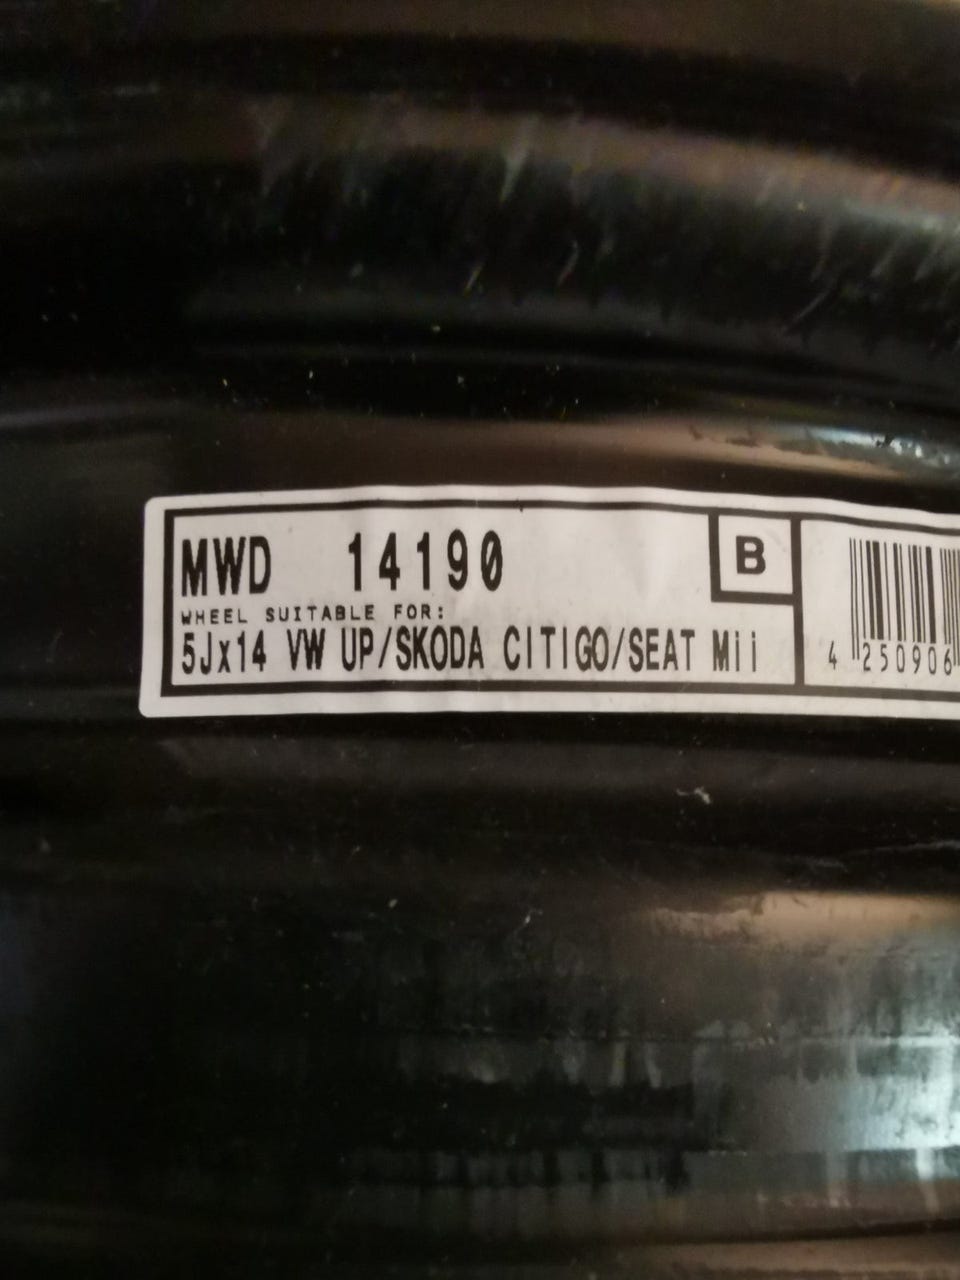 MWD 14190
B
WHEEL SUITABLE FOR:
5Jx14 VW UP/SKODA CITIGO/SEAT Mii
4 250906